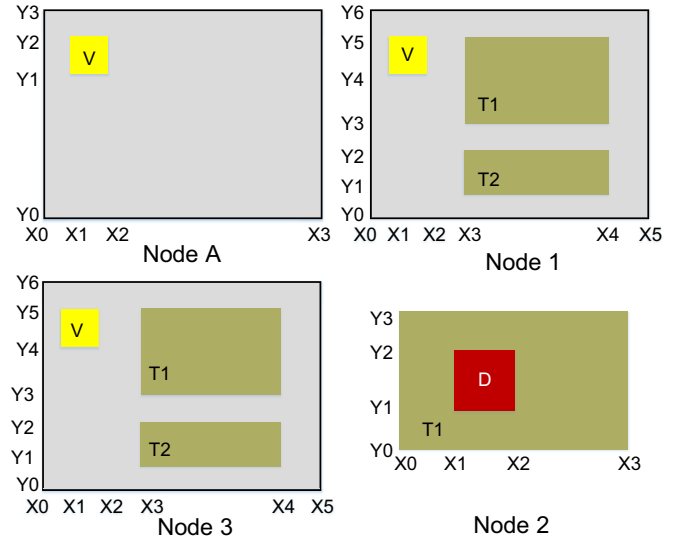 Y3
Y2
V
Y1
Y0
X0 X1 X2 X3
Node A
Y6
Y5
V
Y4
T1
Y3
Y2
T2
Y1
Y0
X0 X1 X2 X3 X4 X5
Node 1
Y6
Y5
V
Y4
T1
Y3
Y2
T2
Y1
Y0
X0 X1 X2 X3 X4 X5
Node 3
Y3
Y2
D
Y1
T1
Y0
X0 X1 X2 X3
Node 2